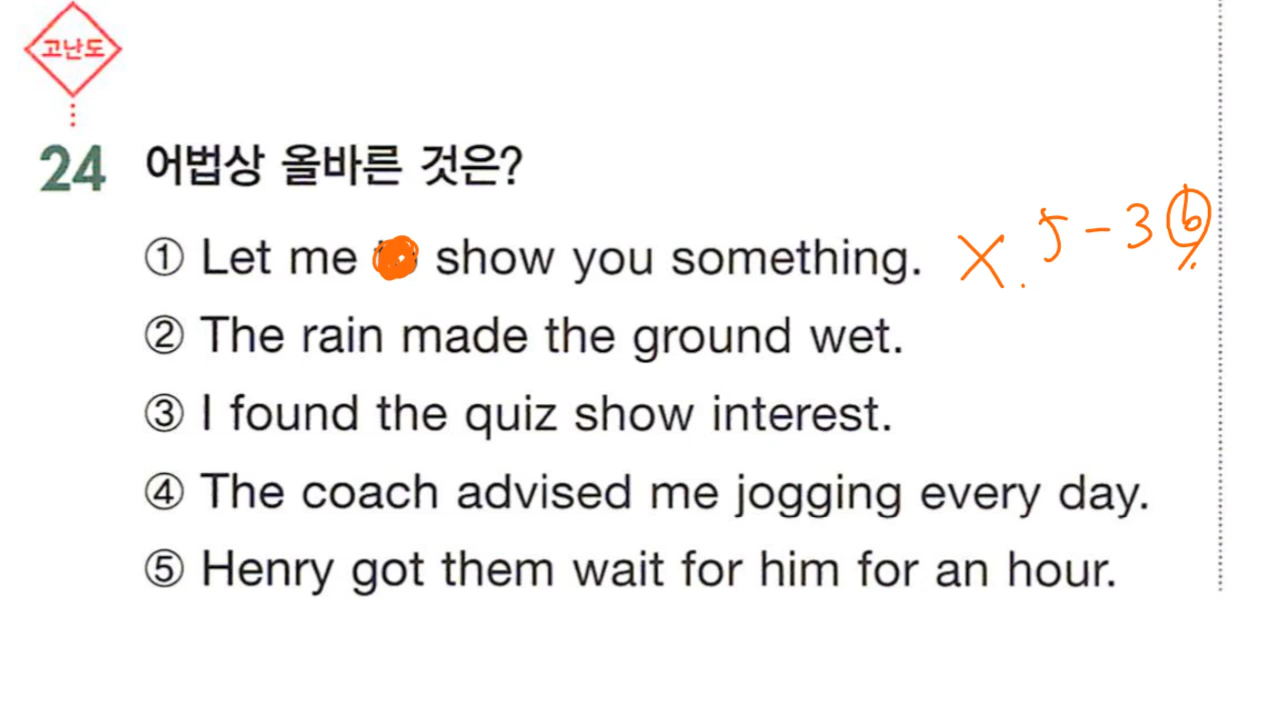 고난도
24 어법상 올바른 것은?
① Let me show you something. X. 5-3 ⓑ
② The rain made the ground wet.
③ I found the quiz show interest.
④ The coach advised me jogging every day.
⑤ Henry got them wait for him for an hour.